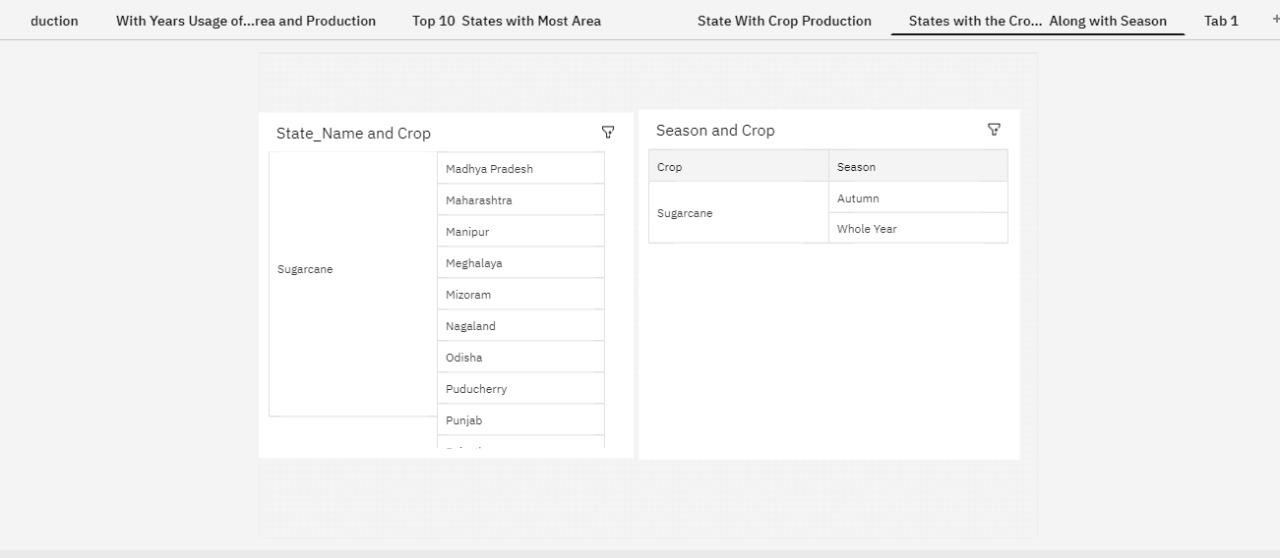 duction
With Years Usage of...rea and Production
Top 10 States with Most Area
State With Crop Production
States with the Cro... Along with Season
Tab 1
State_Name and Crop
Sugarcane
Madhya Pradesh
Maharashtra
Manipur
Meghalaya
Mizoram
Nagaland
Odisha
Puducherry
Punjab
Season and Crop
Crop
Season
Sugarcane
Autumn
Whole Year